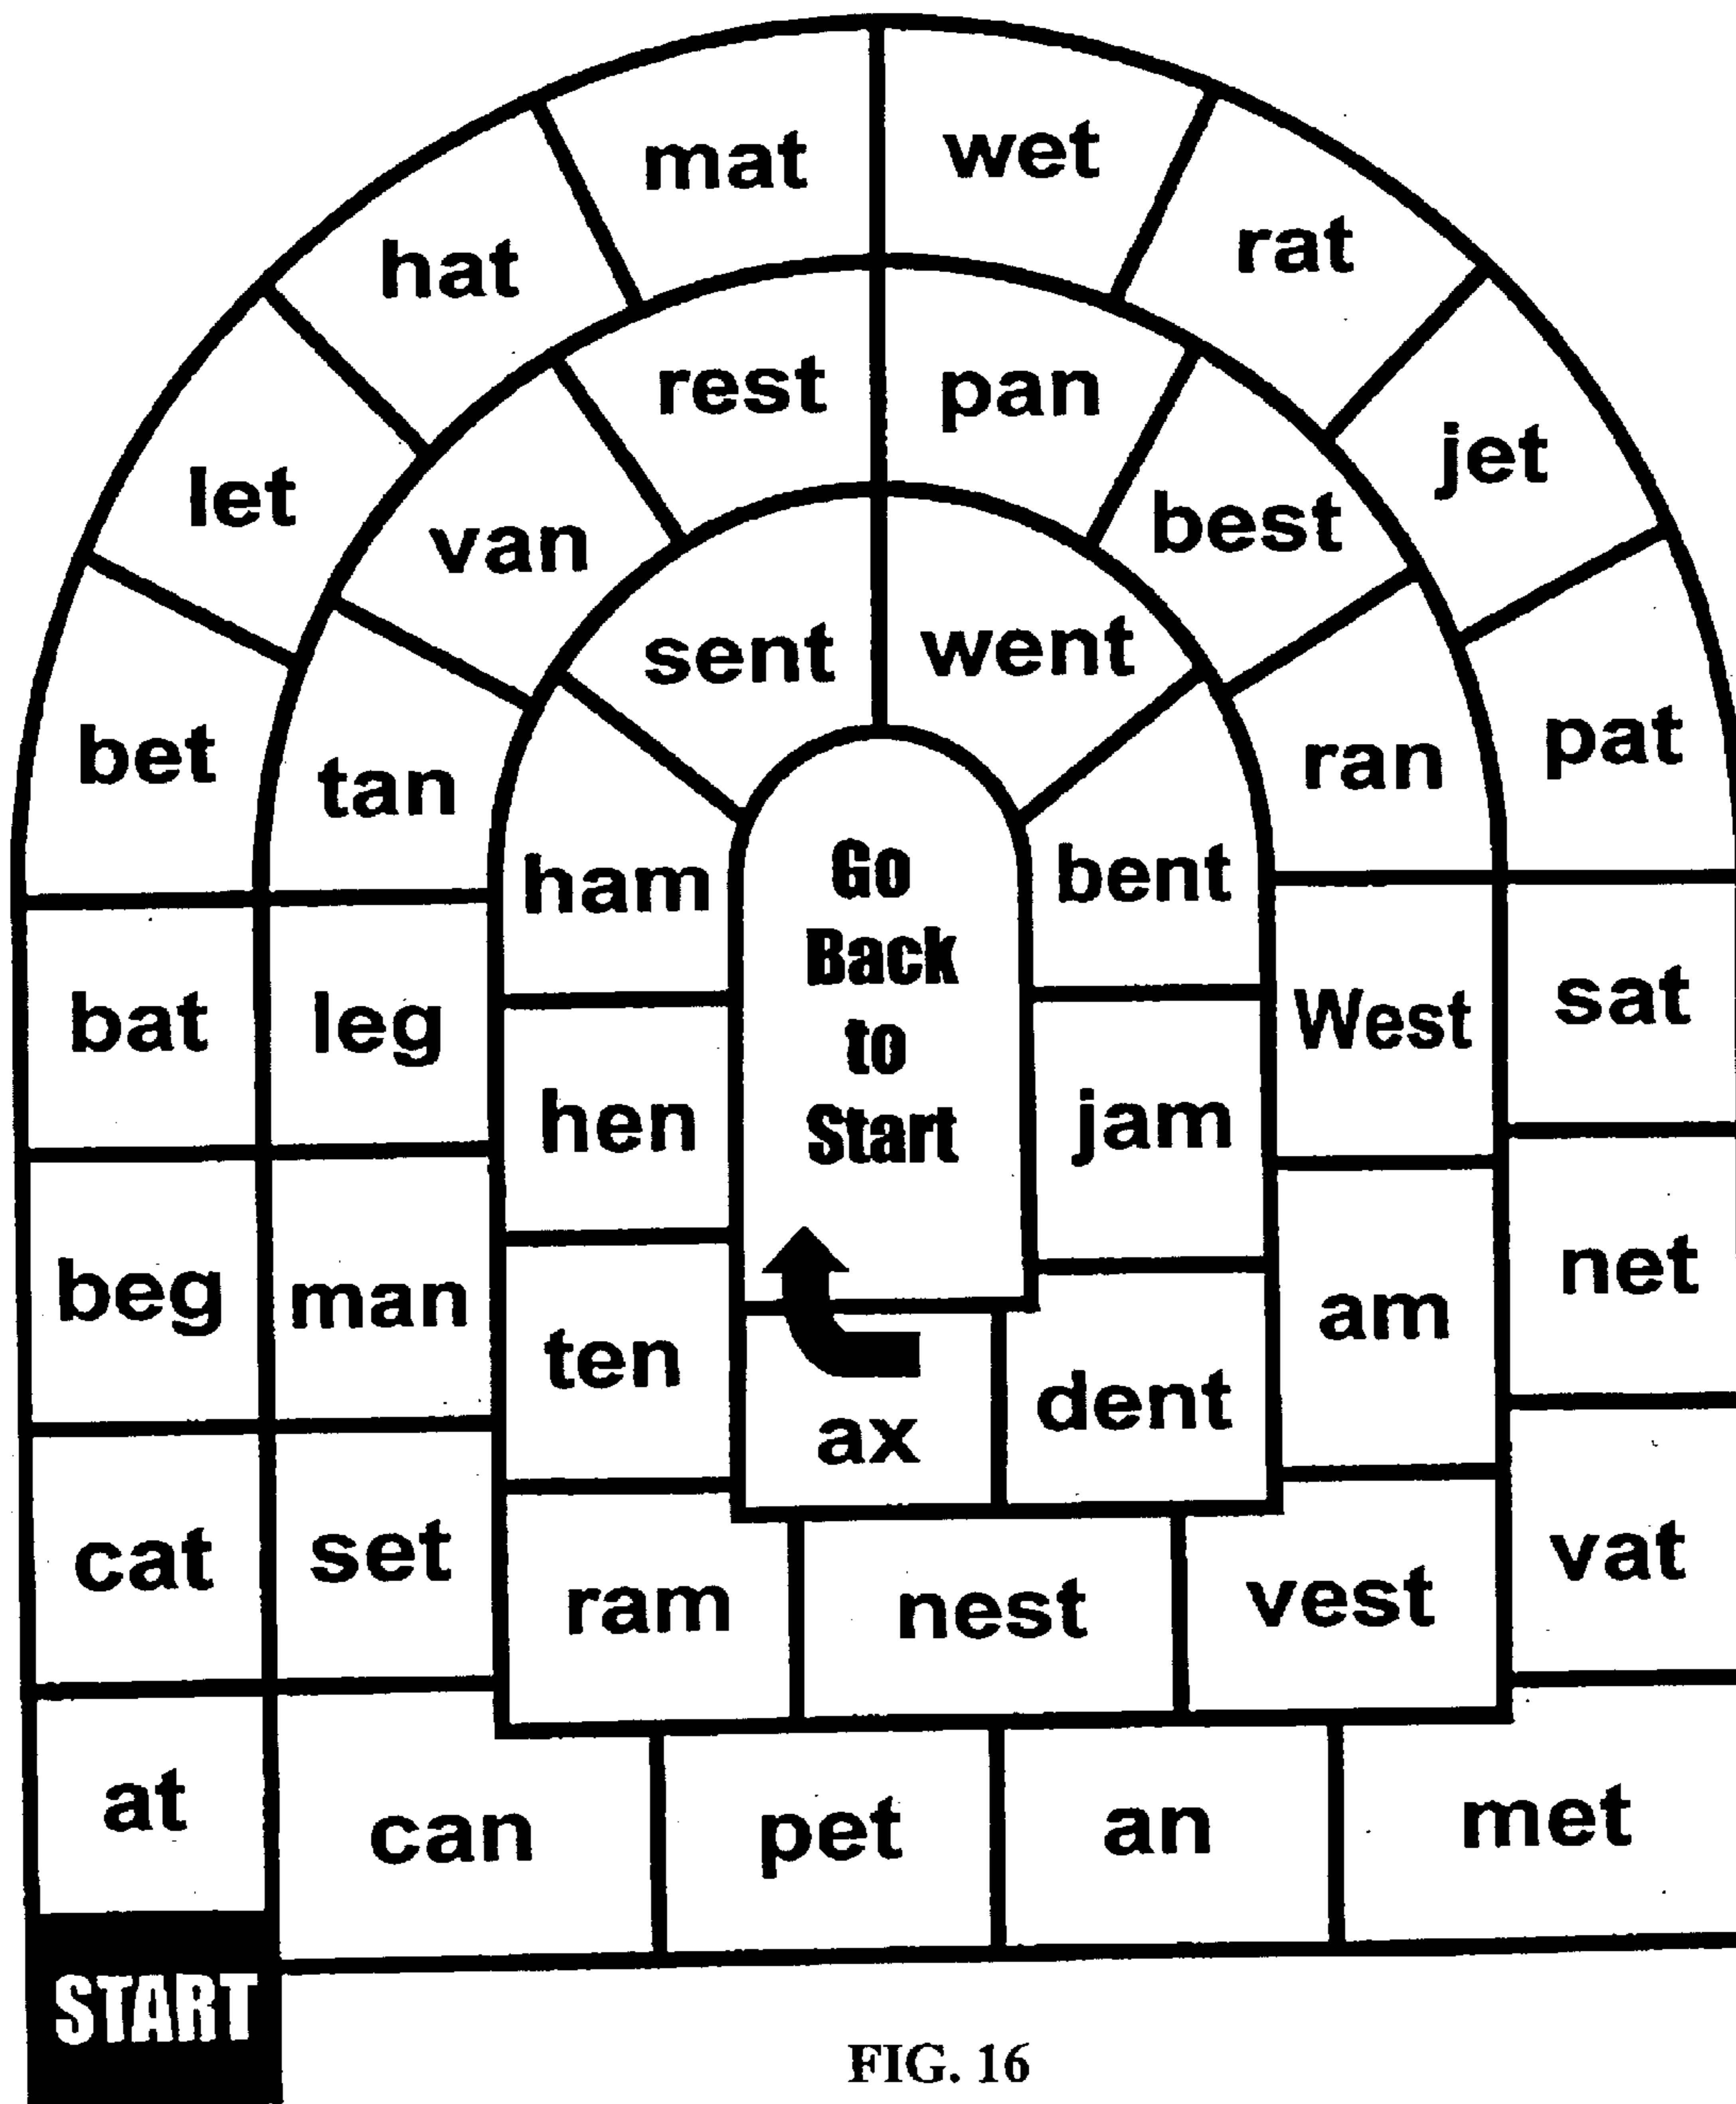 START
at
cat
beg
bat
bet
let
hat
mat
wet
rat
jet
pat
sat
net
vat
met
an
pet
can
set
man
leg
tan
van
rest
pan
best
ran
West
am
vest
nest
ram
ten
hen
ham
sent
went
bent
jam
dent
ax
Go
Back
to
Start
FIG. 16